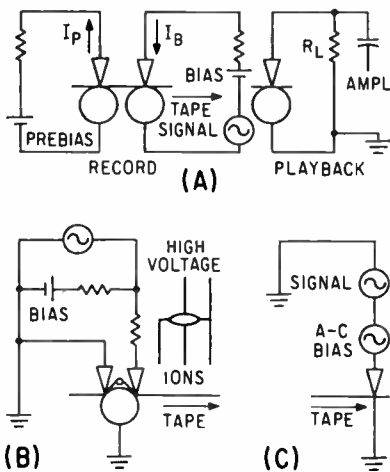 I_P
I_B
R_L
BIAS
AMPL
PREBIAS
TAPE
SIGNAL
RECORD
PLAYBACK
(A)
HIGH
VOLTAGE
BIAS
IONS
TAPE
(B)
SIGNAL
A-C
BIAS
TAPE
(C)